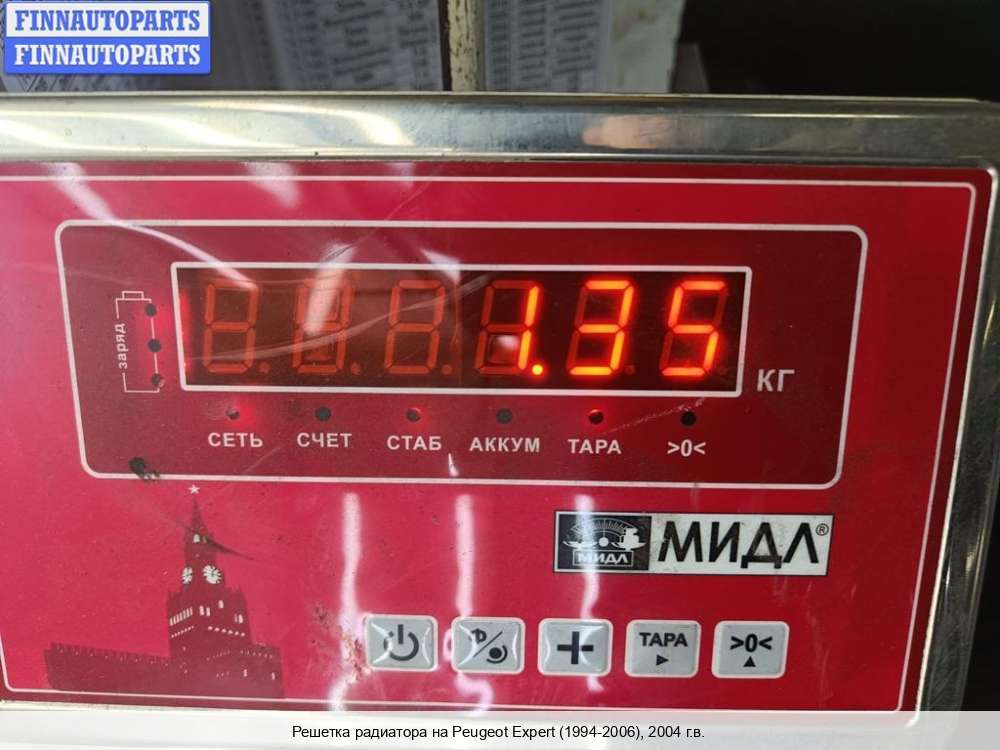 FINNAUTOPARTS
FINNAUTOPARTS
заряд
1.35
КГ
СЕТЬ СЧЕТ СТАБ АККУМ ТАРА >0<
МИДЛ МИДЛ®
ТАРА >0<
Решетка радиатора на Peugeot Expert (1994-2006), 2004 г.в.